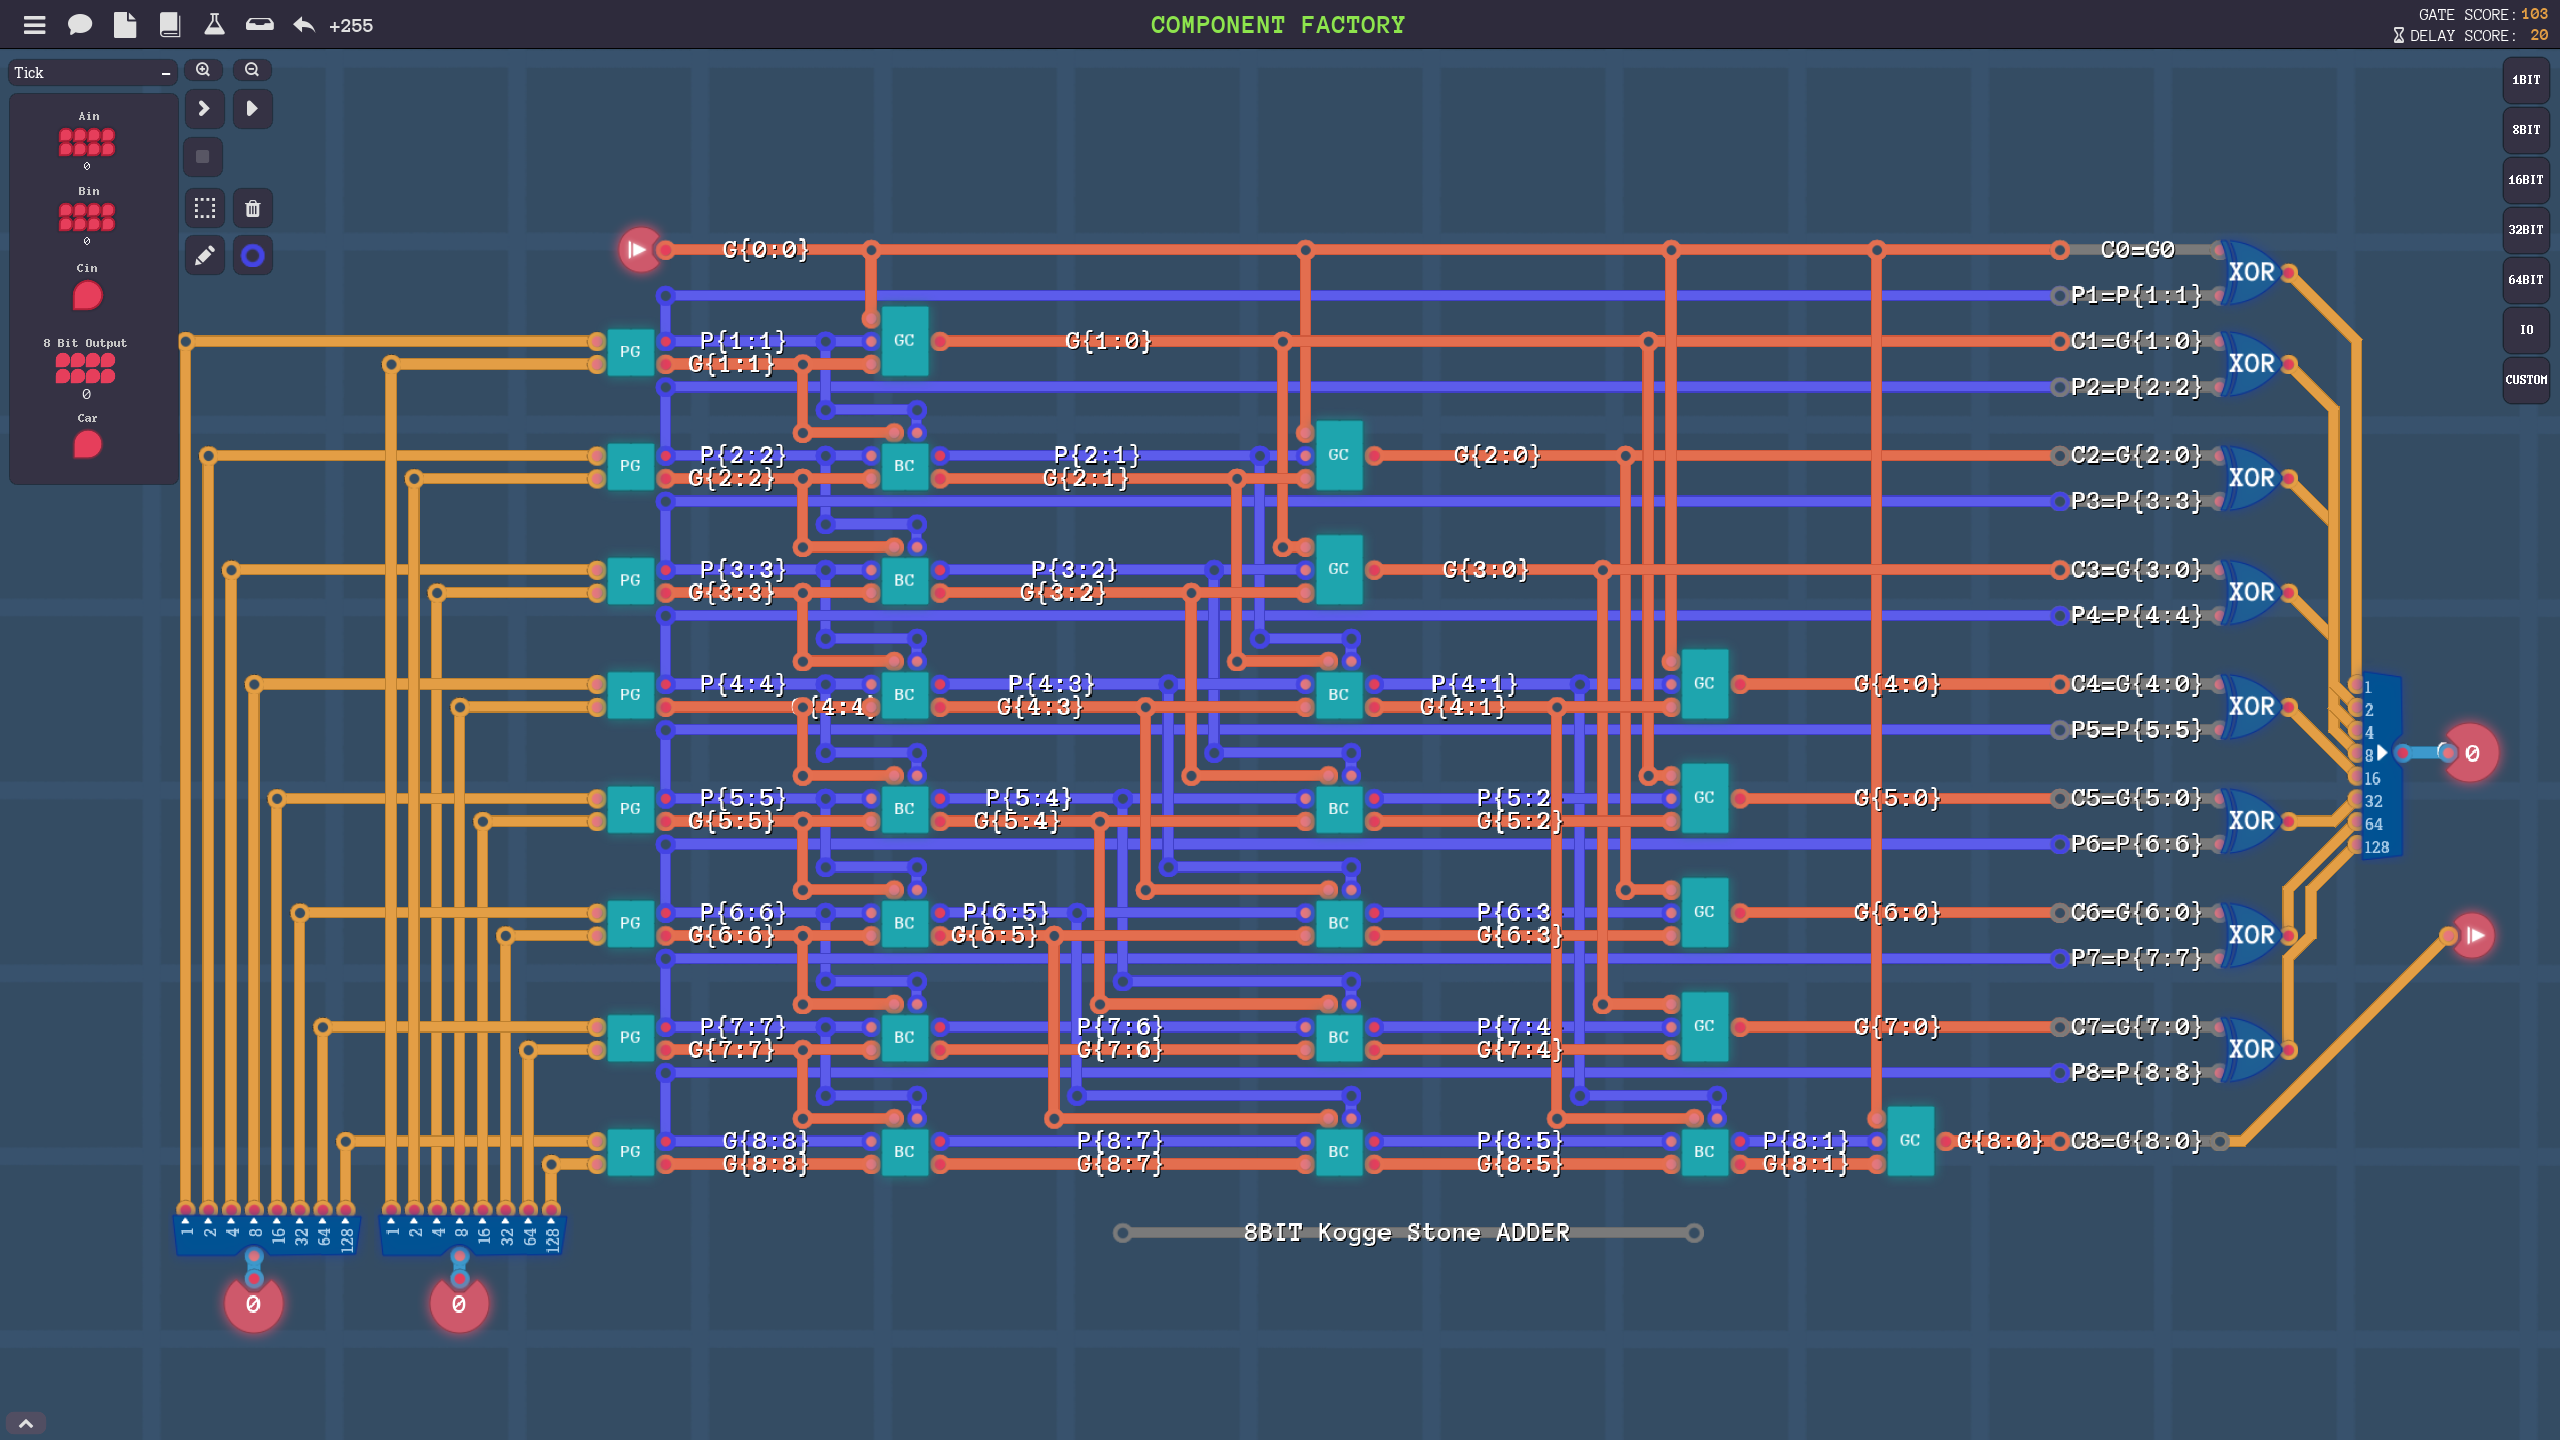 +255
COMPONENT FACTORY
GATE SCORE: 103
DELAY SCORE: 20
Tick
Ain
0
Bin
0
Cin
8 Bit Output
0
Car
1BIT
8BIT
16BIT
32BIT
64BIT
IO
CUSTOM
G{0:0} C0=G0 XOR
P1=P{1:1}
PG P{1:1} GC G{1:0} C1=G{1:0} XOR
G{1:1}
P2=P{2:2}
PG P{2:2} BC P{2:1} GC G{2:0} C2=G{2:0} XOR
G{2:2} G{2:1}
P3=P{3:3}
PG P{3:3} BC P{3:2} GC G{3:0} C3=G{3:0} XOR
G{3:3} G{3:2}
P4=P{4:4}
PG P{4:4} BC P{4:3} BC P{4:1} GC G{4:0} C4=G{4:0} XOR
{4:4} G{4:3} G{4:1}
P5=P{5:5}
PG P{5:5} BC P{5:4} BC P{5:2 GC G{5:0} C5=G{5:0} XOR
G{5:5} G{5:4} G{5:2}
P6=P{6:6}
PG P{6:6} BC P{6:5} BC P{6:3 GC G{6:0} C6=G{6:0} XOR
G{6:6} G{6:5} G{6:3}
P7=P{7:7}
PG P{7:7} BC P{7:6} BC P{7:4 GC G{7:0} C7=G{7:0} XOR
G{7:7} G{7:6} G{7:4}
P8=P{8:8}
PG G{8:8} BC P{8:7} BC P{8:5} BC P{8:1} GC G{8:0} C8=G{8:0}
G{8:8} G{8:7} G{8:5} G{8:1}
1
2
4
8
16
32
64
128
0
1 2 4 8 16 32 64 128
1 2 4 8 16 32 64 128
8BIT Kogge Stone ADDER
0
0